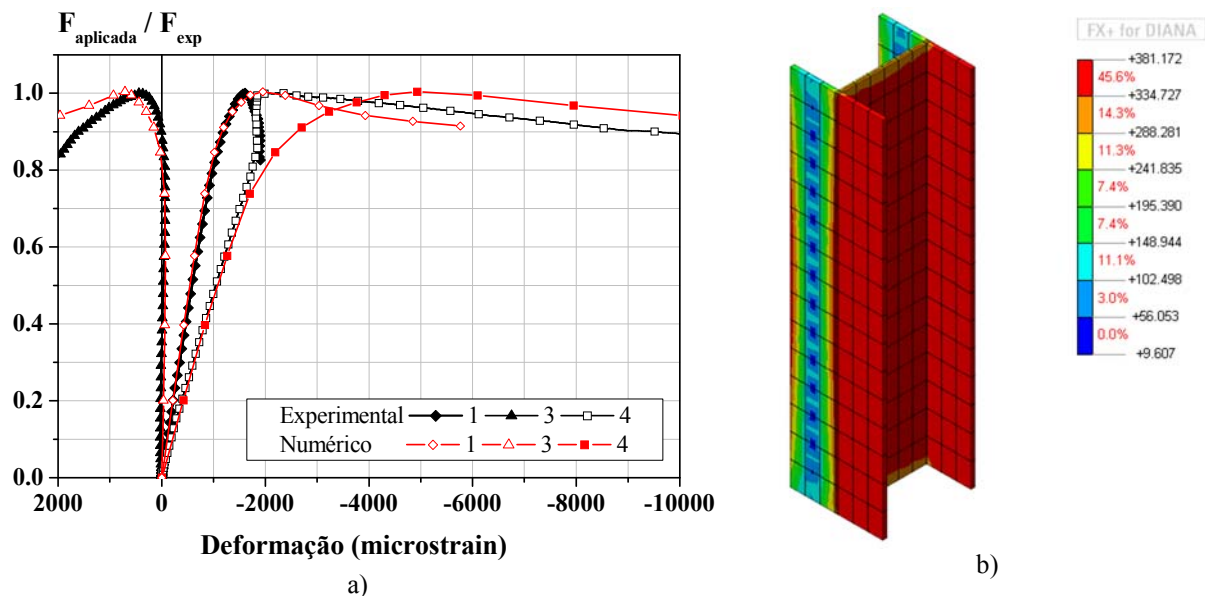 F aplicada / F exp
1.0
0.8
0.6
0.4
0.2
0.0
Experimental 1 3 4
Numérico 1 3 4
2000 0 -2000 -4000 -6000 -8000 -10000
Deformação (microstrain)
a)
FX+ for DIANA
+381.172
45.6%
+334.727
14.3%
+288.281
11.3%
+241.835
7.4%
+195.390
7.4%
+148.944
11.1%
+102.498
3.0%
+56.053
0.0%
+9.607
b)